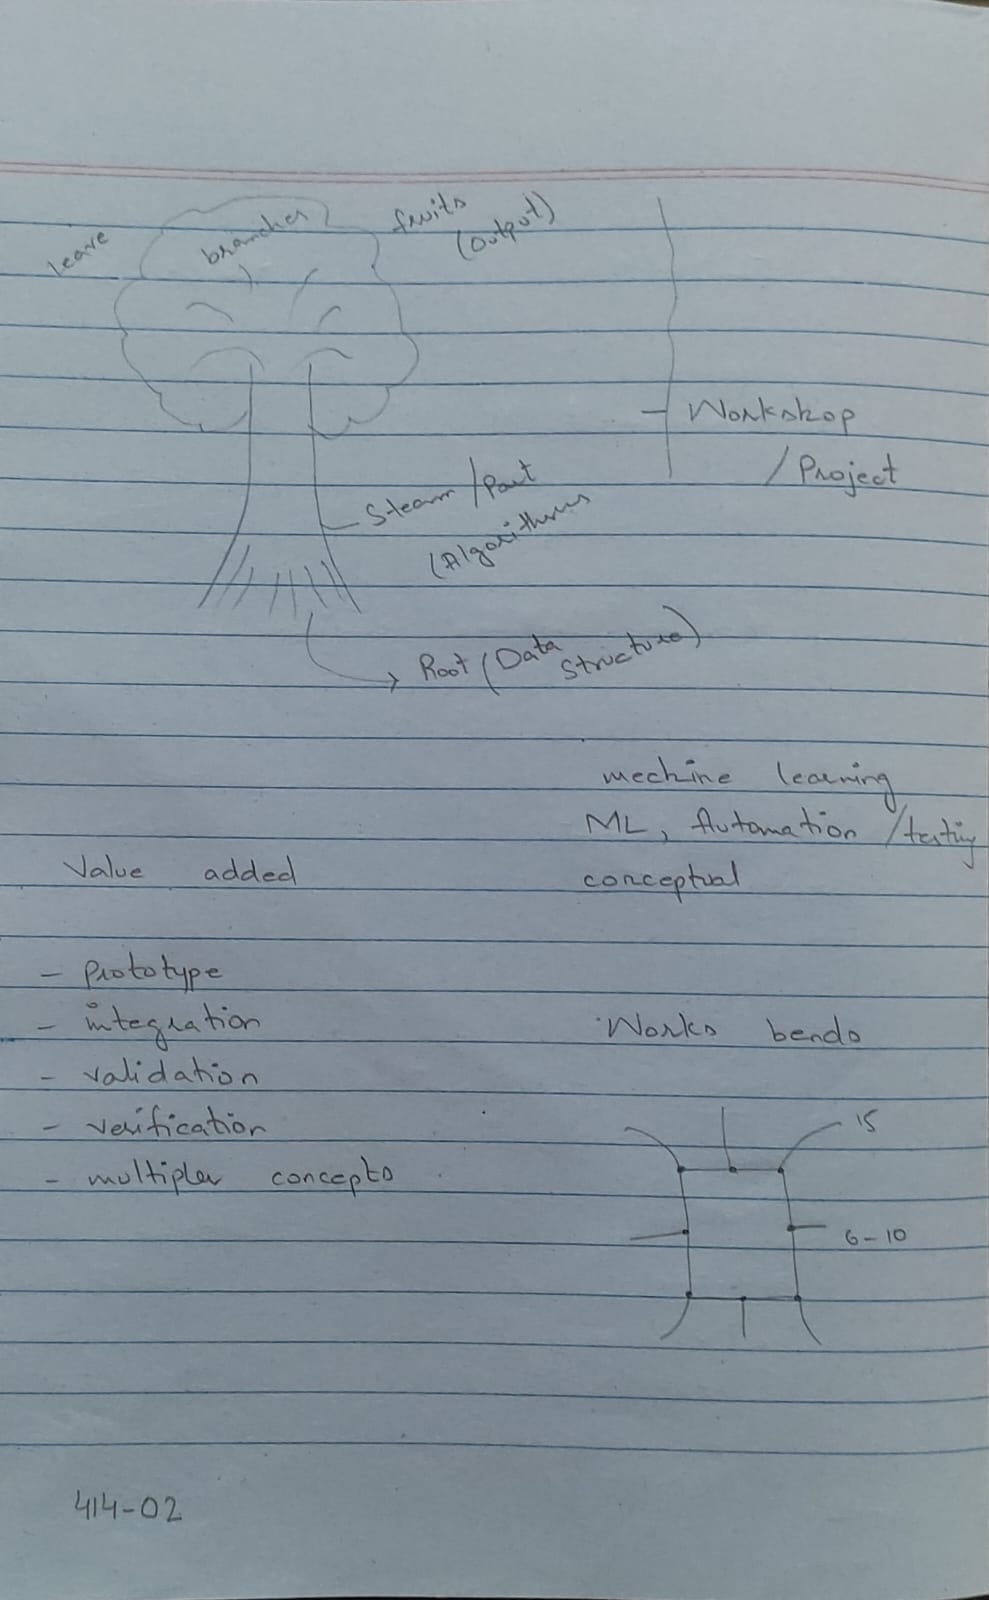 leave
branches
fruits
(output)
Workshop
/Project
Steam/Part
(Algorithms
Root (Data
Structure)
mechine learning
ML, Automation/testing
conceptual
Value added
- Prototype
- integration
- validation
- verification
- multiplex concepts
Works bends
15
6-10
414-02